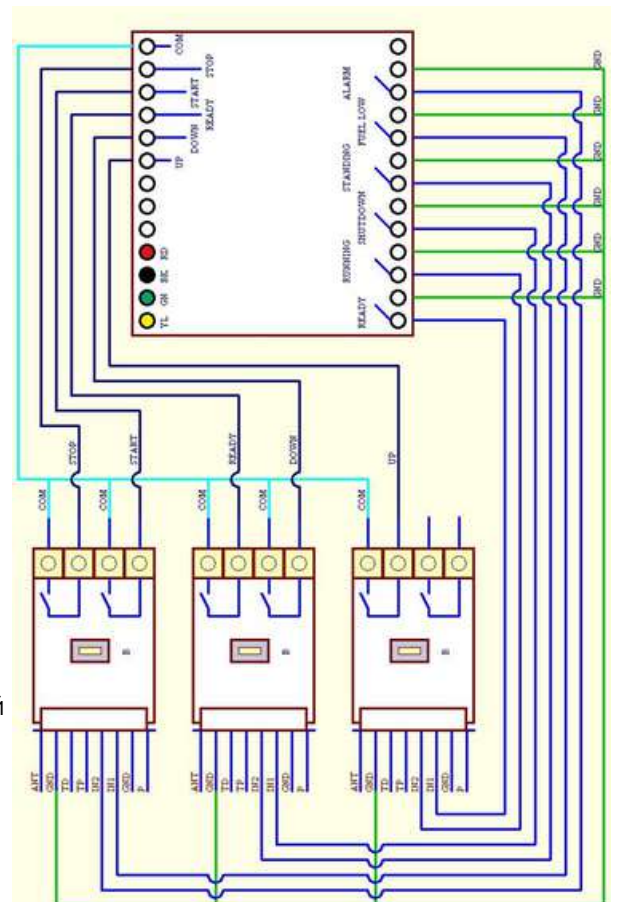 COM
STOP
START
READY
DOWN
UP
RD
BK
GN
YL
ALARM
FUEL LOW
STANDING
SHUTDOWN
RUNNING
READY
GND
GND
GND
GND
GND
GND
STOP
START
READY
DOWN
UP
COM
COM
COM
COM
COM
B
B
B
й
ANT
GND
TD
TP
IN2
IN1
GND
P
ANT
GND
TD
TP
IN2
IN1
GND
P
ANT
GND
TD
TP
IN2
IN1
GND
P